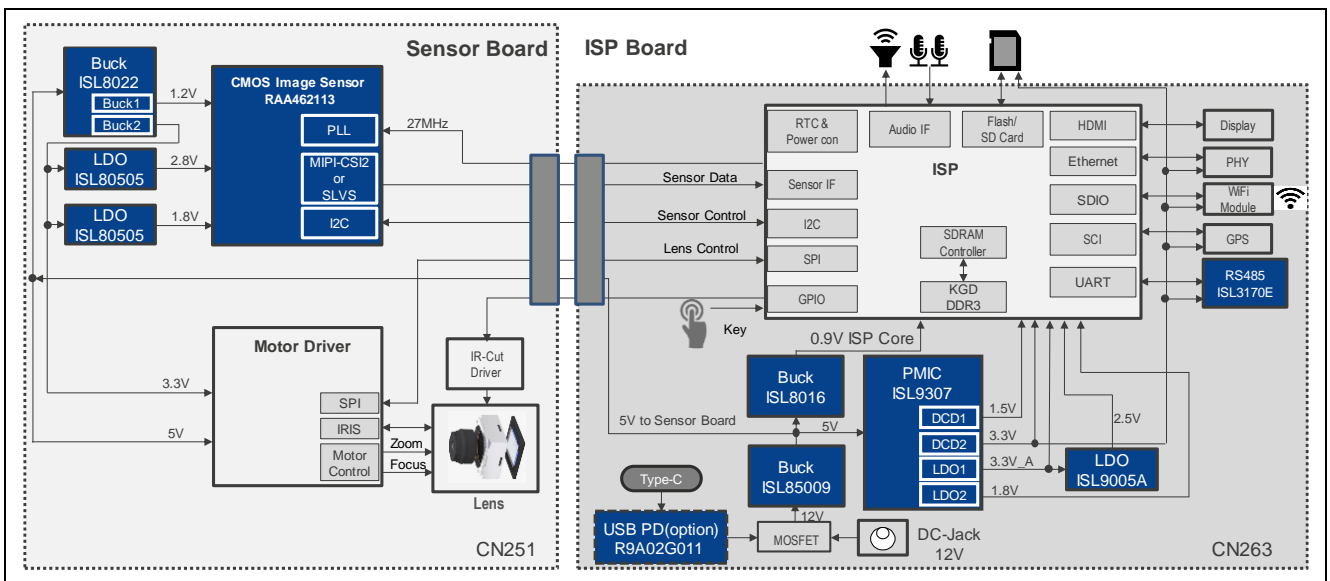 Sensor Board
Buck
ISL8022
Buck1
Buck2
1.2V
LDO
ISL80505
2.8V
LDO
ISL80505
1.8V
CMOS Image Sensor
RAA462113
PLL
MIPI-CSI2
or
SLVS
I2C
27MHz
Motor Driver
SPI
IRIS
Motor
Control
3.3V
5V
Zoom
Focus
IR-Cut
Driver
Lens
CN251
ISP Board
Sensor Data
Sensor Control
Lens Control
Key
RTC &
Power con
Audio IF
Flash/
SD Card
HDMI
Ethernet
ISP
Sensor IF
SDIO
I2C
SDRAM
Controller
SCI
SPI
KGD
DDR3
UART
GPIO
Display
PHY
WiFi
Module
GPS
RS485
ISL3170E
0.9V ISP Core
Buck
ISL8016
5V to Sensor Board
5V
Buck
ISL85009
12V
PMIC
ISL9307
DCD1
DCD2
LDO1
LDO2
1.5V
3.3V
3.3V_A
1.8V
2.5V
LDO
ISL9005A
Type-C
USB PD(option)
R9A02G011
MOSFET
DC-Jack
12V
CN263